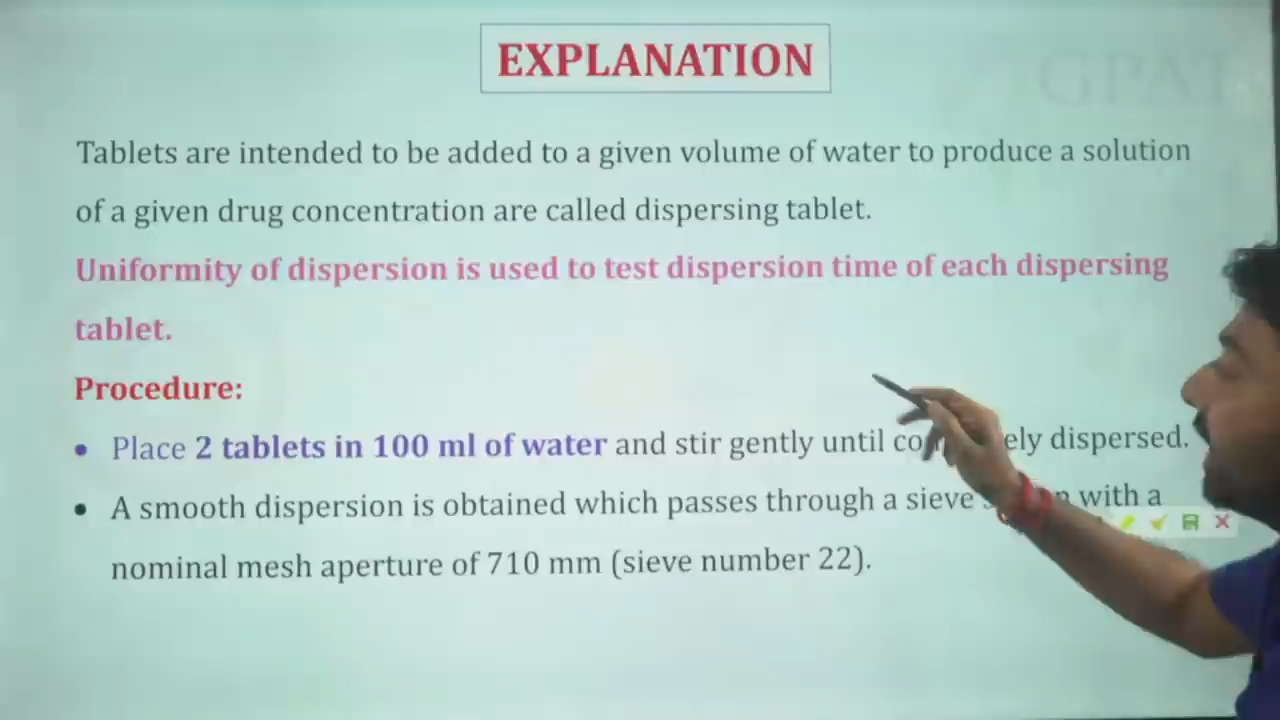 EXPLANATION
GPAT
Tablets are intended to be added to a given volume of water to produce a solution
of a given drug concentration are called dispersing tablet.
Uniformity of dispersion is used to test dispersion time of each dispersing
tablet.
Procedure:
• Place 2 tablets in 100 ml of water and stir gently until dispersed.
• A smooth dispersion is obtained which passes through a sieve with a
nominal mesh aperture of 710 mm (sieve number 22).